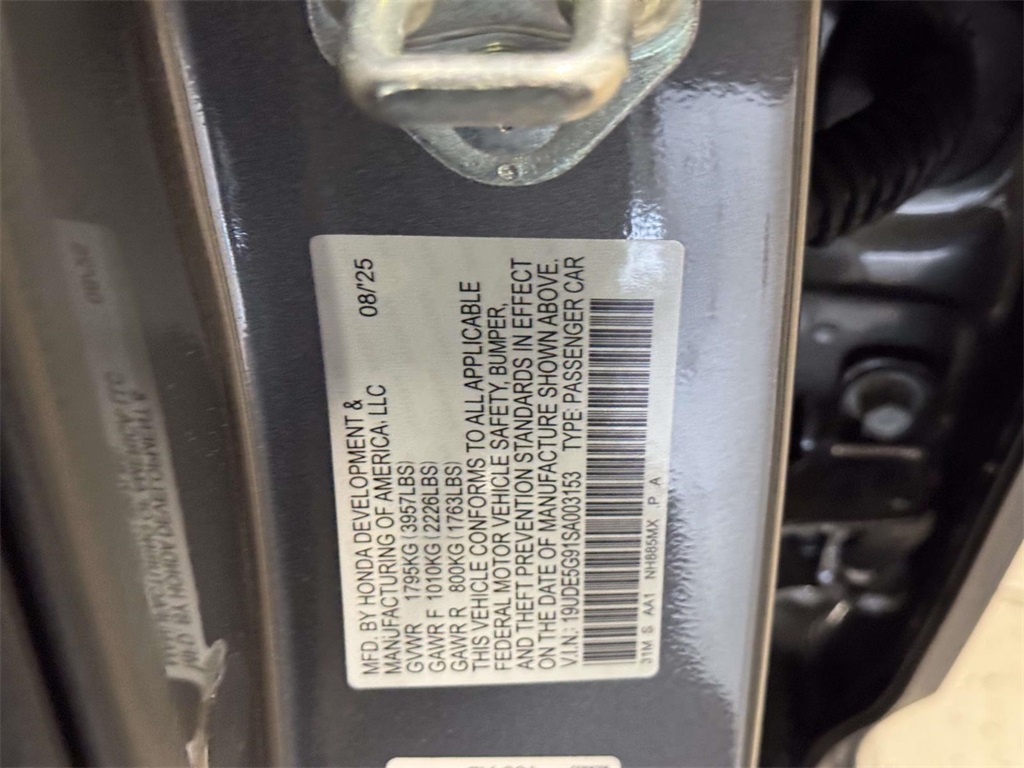 MFD. BY HONDA DEVELOPMENT &
MANUFACTURING OF AMERICA, LLC 08/'25
GVWR 1795KG (3957LBS)
GAWR F 1010KG (2226LBS)
GAWR R 800KG (1763LBS)
THIS VEHICLE CONFORMS TO ALL APPLICABLE
FEDERAL MOTOR VEHICLE SAFETY, BUMPER,
AND THEFT PREVENTION STANDARDS IN EFFECT
ON THE DATE OF MANUFACTURE SHOWN ABOVE.
V.I.N: 19UDE5G91SA003153 TYPE: PASSENGER CAR
31M S AA1 NH885MX P A